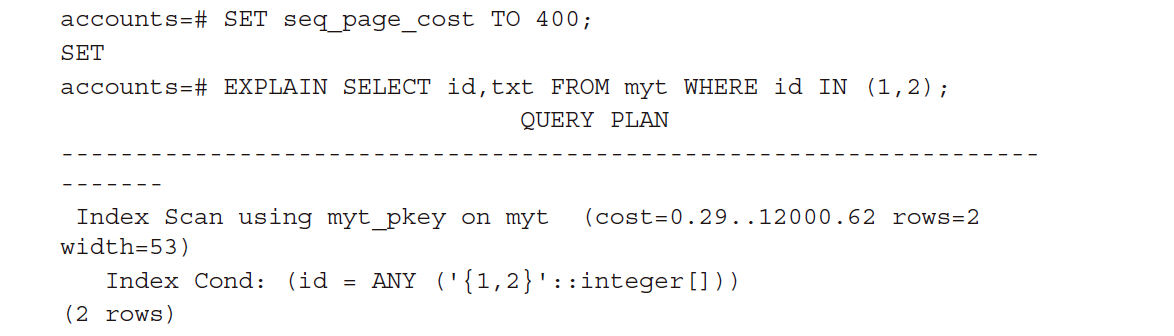 accounts=# SET seq_page_cost TO 400;
SET
accounts=# EXPLAIN SELECT id,txt FROM myt WHERE id IN (1,2);
QUERY PLAN
------------------------------------------------------------------
-------
Index Scan using myt_pkey on myt  (cost=0.29..12000.62 rows=2
width=53)
Index Cond: (id = ANY ('{1,2}'::integer[]))
(2 rows)